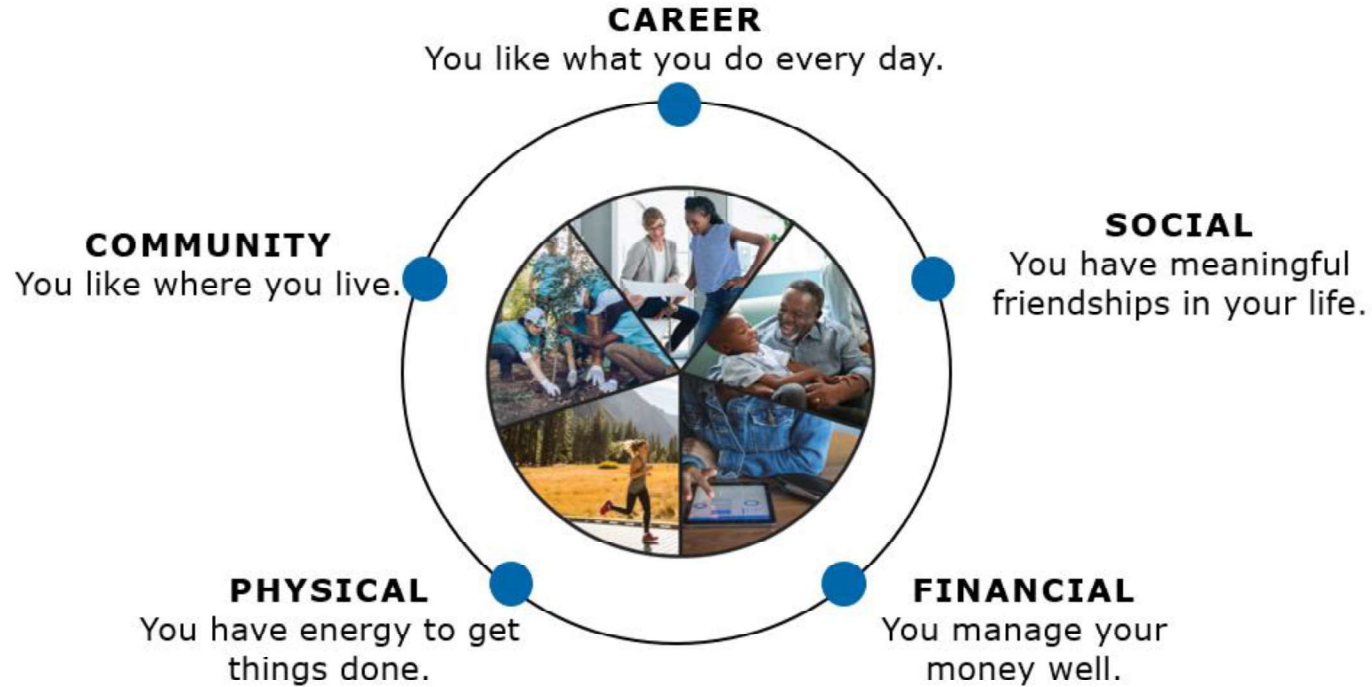 CAREER
You like what you do every day.
COMMUNITY
You like where you live.
SOCIAL
You have meaningful
friendships in your life.
PHYSICAL
You have energy to get
things done.
FINANCIAL
You manage your
money well.